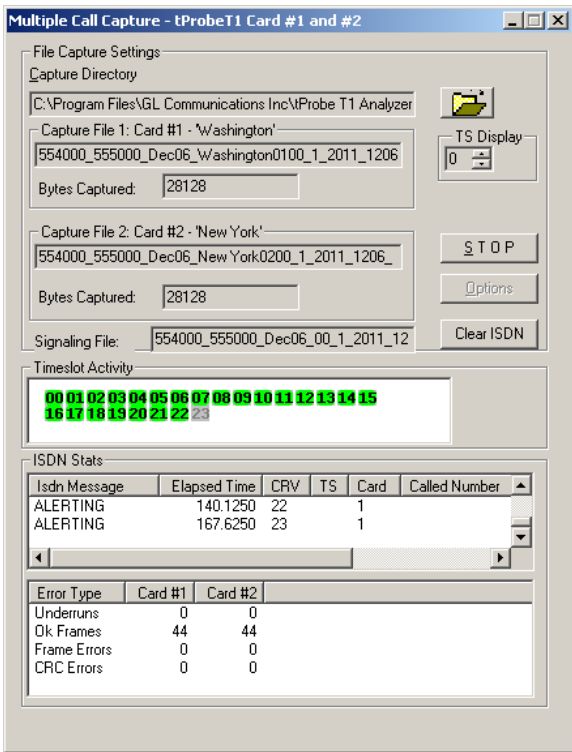 Multiple Call Capture - tProbeT1 Card #1 and #2
File Capture Settings
Capture Directory
C:\Program Files\GL Communications Inc\tProbe T1 Analyzer
Capture File 1: Card #1 - 'Washington'
TS Display
554000_555000_Dec06_Washington0100_1_2011_1206
0
Bytes Captured: 28128
Capture File 2: Card #2 - 'New York'
554000_555000_Dec06_New York0200_1_2011_1206_
STOP
Bytes Captured: 28128
Options
Signaling File: 554000_555000_Dec06_00_1_2011_12
Clear ISDN
Timeslot Activity
00 01 02 03 04 05 06 07 08 09 10 11 12 13 14 15
16 17 18 19 20 21 22 23
ISDN Stats
Isdn Message Elapsed Time CRV TS Card Called Number
ALERTING 140.1250 22 1
ALERTING 167.6250 23 1
Error Type Card #1 Card #2
Underruns 0 0
Ok Frames 44 44
Frame Errors 0 0
CRC Errors 0 0